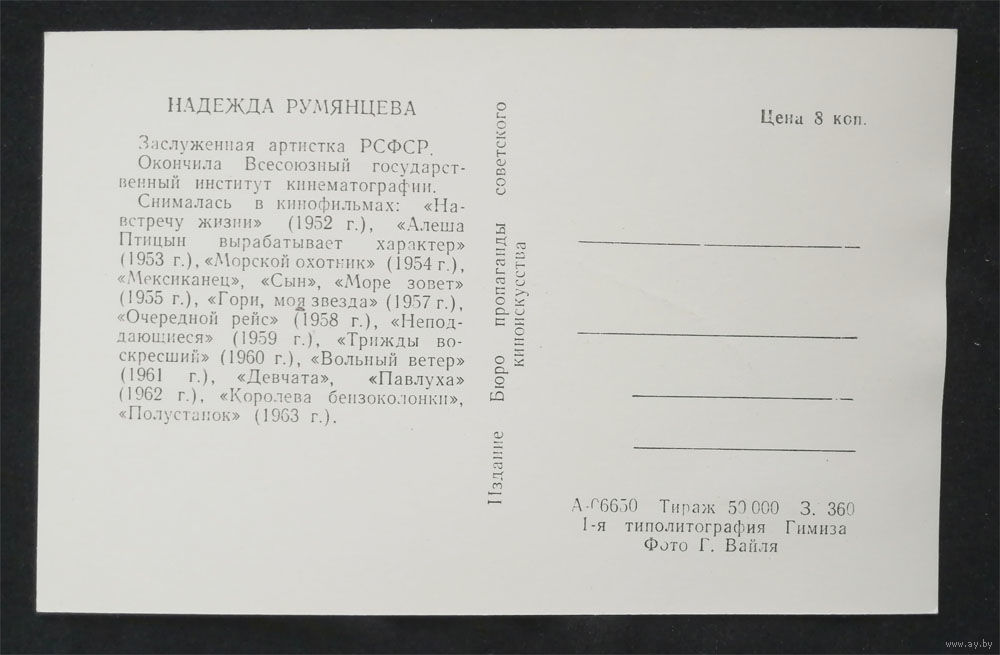 НАДЕЖДА РУМЯНЦЕВА
Заслуженная артистка РСФСР.
Окончила Всесоюзный государст-
венный институт кинематографии.
Снималась в кинофильмах: «На-
встречу жизни» (1952 г.), «Алеша
Птицын вырабатывает характер»
(1953 г.), «Морской охотник» (1954 г.),
«Мексиканец», «Сын», «Море зовет»
(1955 г.), «Гори, моя звезда» (1957 г.),
«Очередной рейс» (1958 г.), «Непод-
дающиеся» (1959 г.), «Трижды во-
скресший» (1960 г.), «Вольный ветер»
(1961 г.), «Девчата», «Павлуха»
(1962 г.), «Королева бензоколонки»,
«Полустанок» (1963 г.).
Издание Бюро пропаганды советского
киноискусства
Цена 8 коп.
А-06650 Тираж 50 000 З. 360
1-я типолитография Гимиза
Фото Г. Вайля
www.ay.by